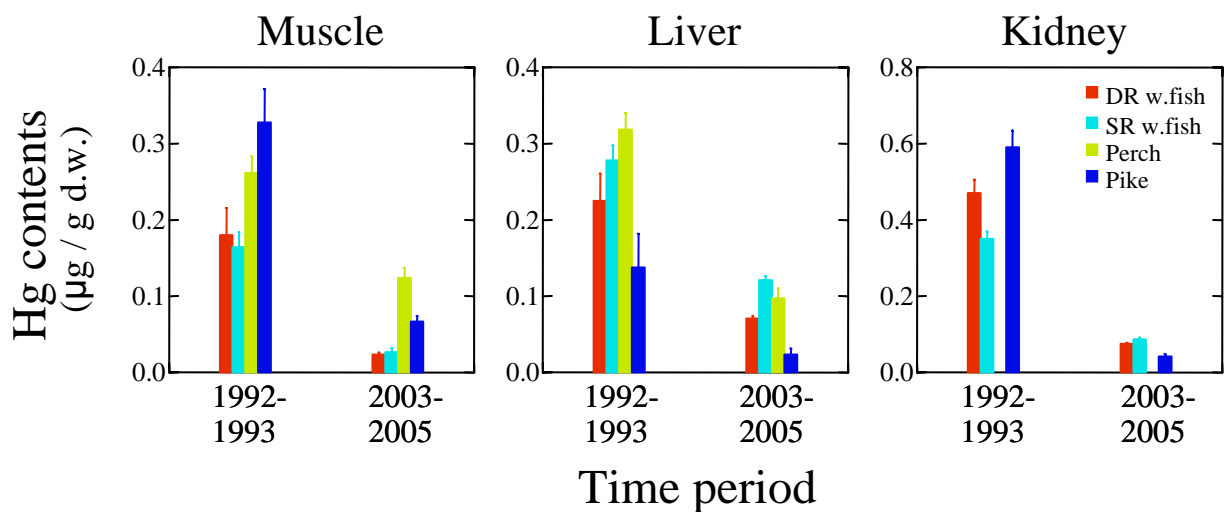 Muscle
Liver
Kidney
Hg contents
(µg / g d.w.)
0.4
0.3
0.2
0.1
0.0
1992-
1993
2003-
2005
0.4
0.3
0.2
0.1
0.0
1992-
1993
2003-
2005
0.8
0.6
0.4
0.2
0.0
1992-
1993
2003-
2005
DR w.fish
SR w.fish
Perch
Pike
Time period